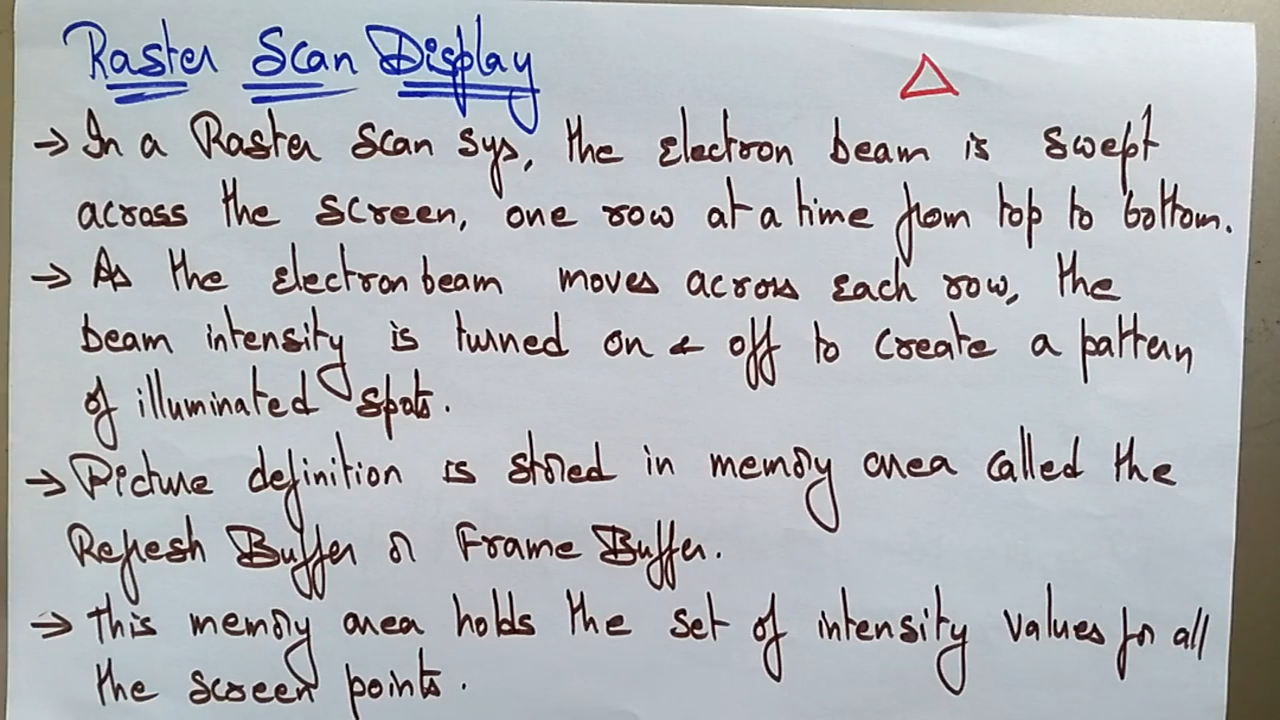 Raster Scan Display
→ In a Raster Scan Sys, the electron beam is swept
across the screen, one row at a time from top to bottom.
→ As the electron beam moves across each row, the
beam intensity is turned on & off to create a pattern
of illuminated spots.
→ Picture definition is stored in memory area called the
Refresh Buffer or Frame Buffer.
→ This memory area holds the set of intensity values for all
the screen points.